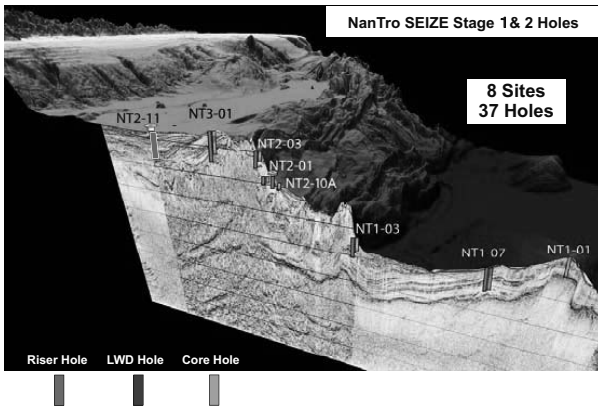 NanTro SEIZE Stage 1& 2 Holes
8 Sites
37 Holes
NT2-11
NT3-01
NT2-03
NT2-01
NT2-10A
NT1-03
NT1-07
NT1-01
Riser Hole LWD Hole Core Hole